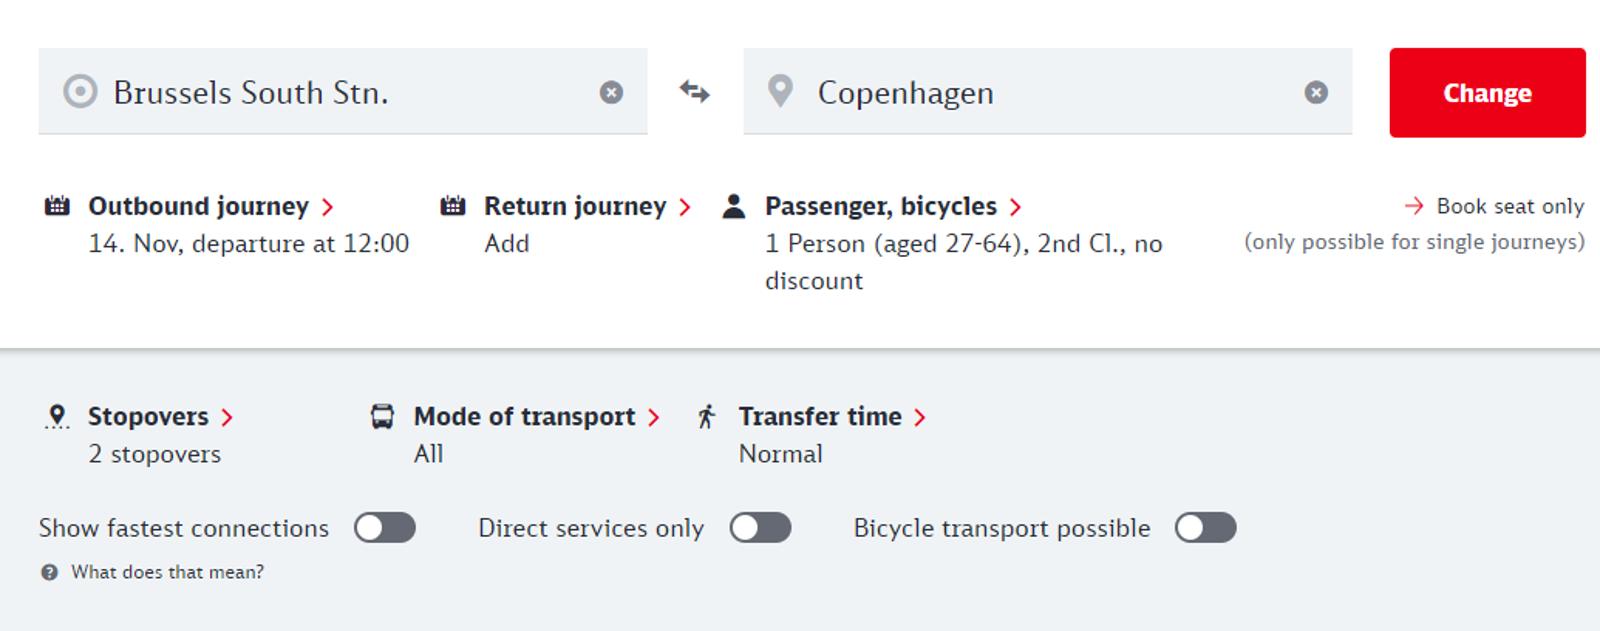 Brussels South Stn.
Copenhagen
Change
Outbound journey
14. Nov, departure at 12:00
Return journey
Add
Passenger, bicycles
1 Person (aged 27-64), 2nd Cl., no
discount
Book seat only
(only possible for single journeys)
Stopovers
2 stopovers
Mode of transport
All
Transfer time
Normal
Show fastest connections
Direct services only
Bicycle transport possible
What does that mean?